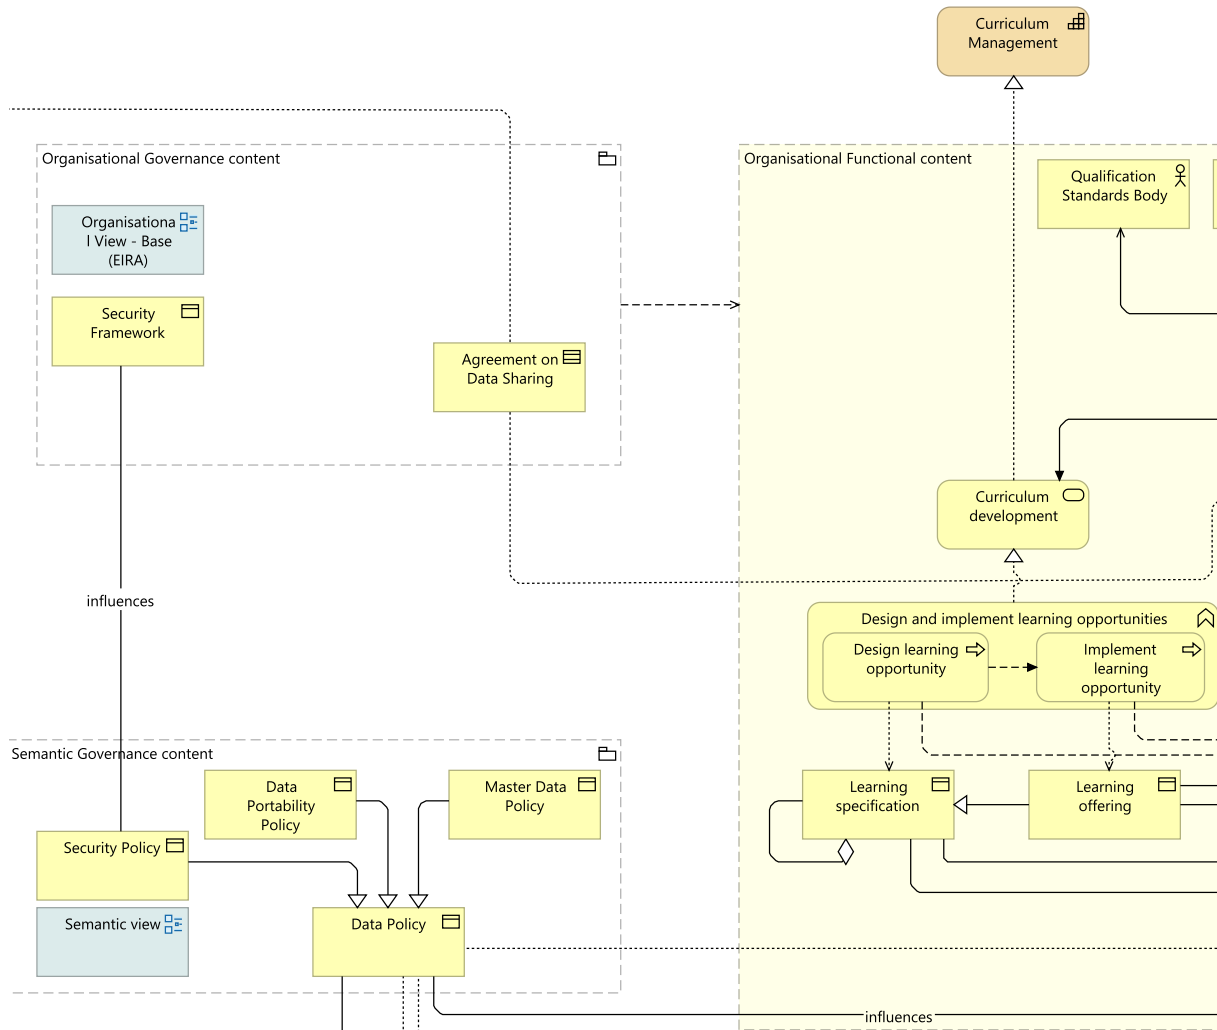 Curriculum
Management
Organisational Governance content
Organisationa
l View - Base
(EIRA)
Security
Framework
Agreement on
Data Sharing
Organisational Functional content
Qualification
Standards Body
Curriculum
development
influences
Design and implement learning opportunities
Design learning
opportunity
Implement
learning
opportunity
Semantic Governance content
Data
Portability
Policy
Master Data
Policy
Security Policy
Semantic view
Data Policy
Learning
specification
Learning
offering
influences